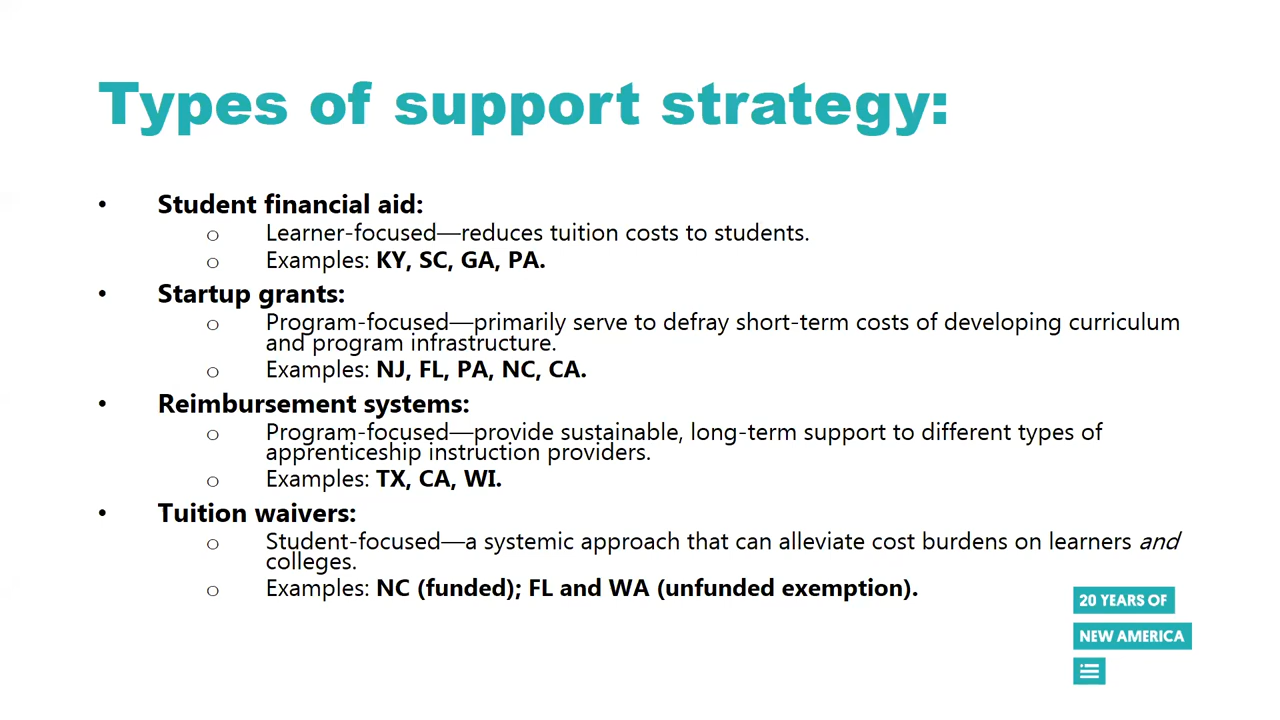 Types of support strategy:
• Student financial aid:
o Learner-focused—reduces tuition costs to students.
o Examples: KY, SC, GA, PA.
• Startup grants:
o Program-focused—primarily serve to defray short-term costs of developing curriculum
and program infrastructure.
o Examples: NJ, FL, PA, NC, CA.
• Reimbursement systems:
o Program-focused—provide sustainable, long-term support to different types of
apprenticeship instruction providers.
o Examples: TX, CA, WI.
• Tuition waivers:
o Student-focused—a systemic approach that can alleviate cost burdens on learners and
colleges.
o Examples: NC (funded); FL and WA (unfunded exemption).
20 YEARS OF
NEW AMERICA